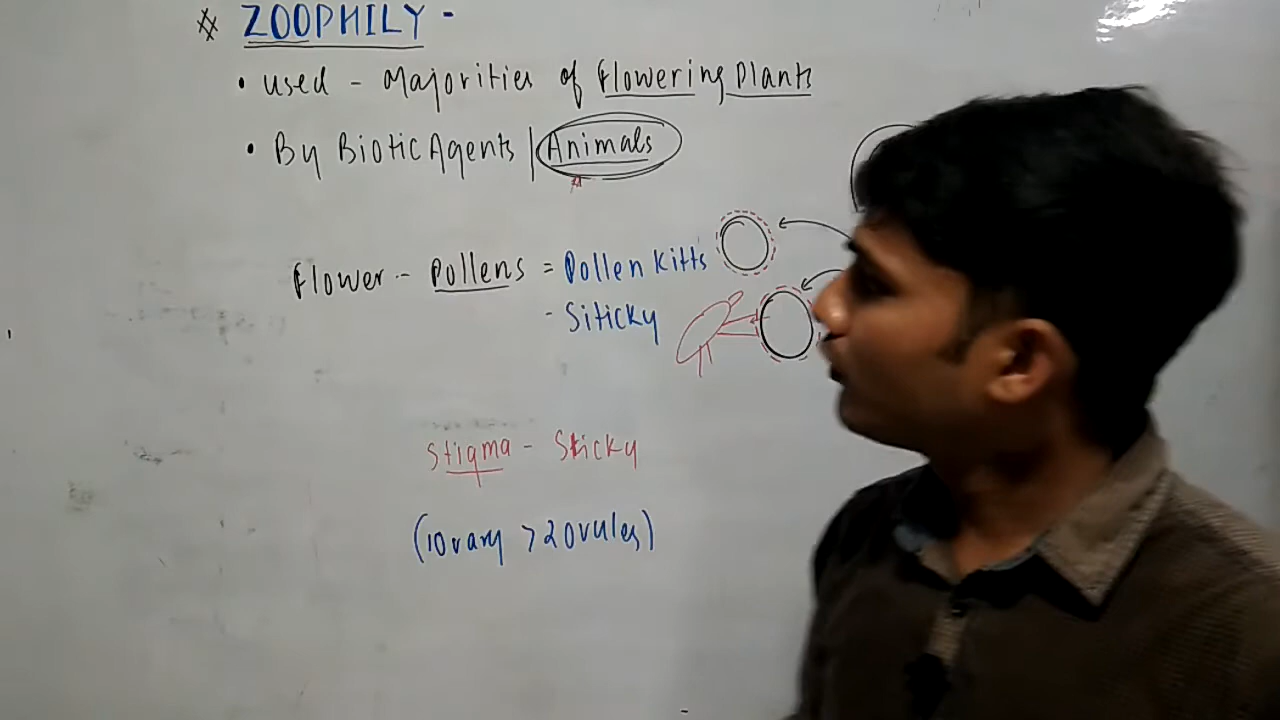 * ZOOPHILY -
• Used - Majorities of Flowering Plants
• By Biotic Agents | Animals
Flower - Pollens = Pollen Kitts
- Siticky
Stigma - Sticky
(1 Ovary > 2 Ovules)